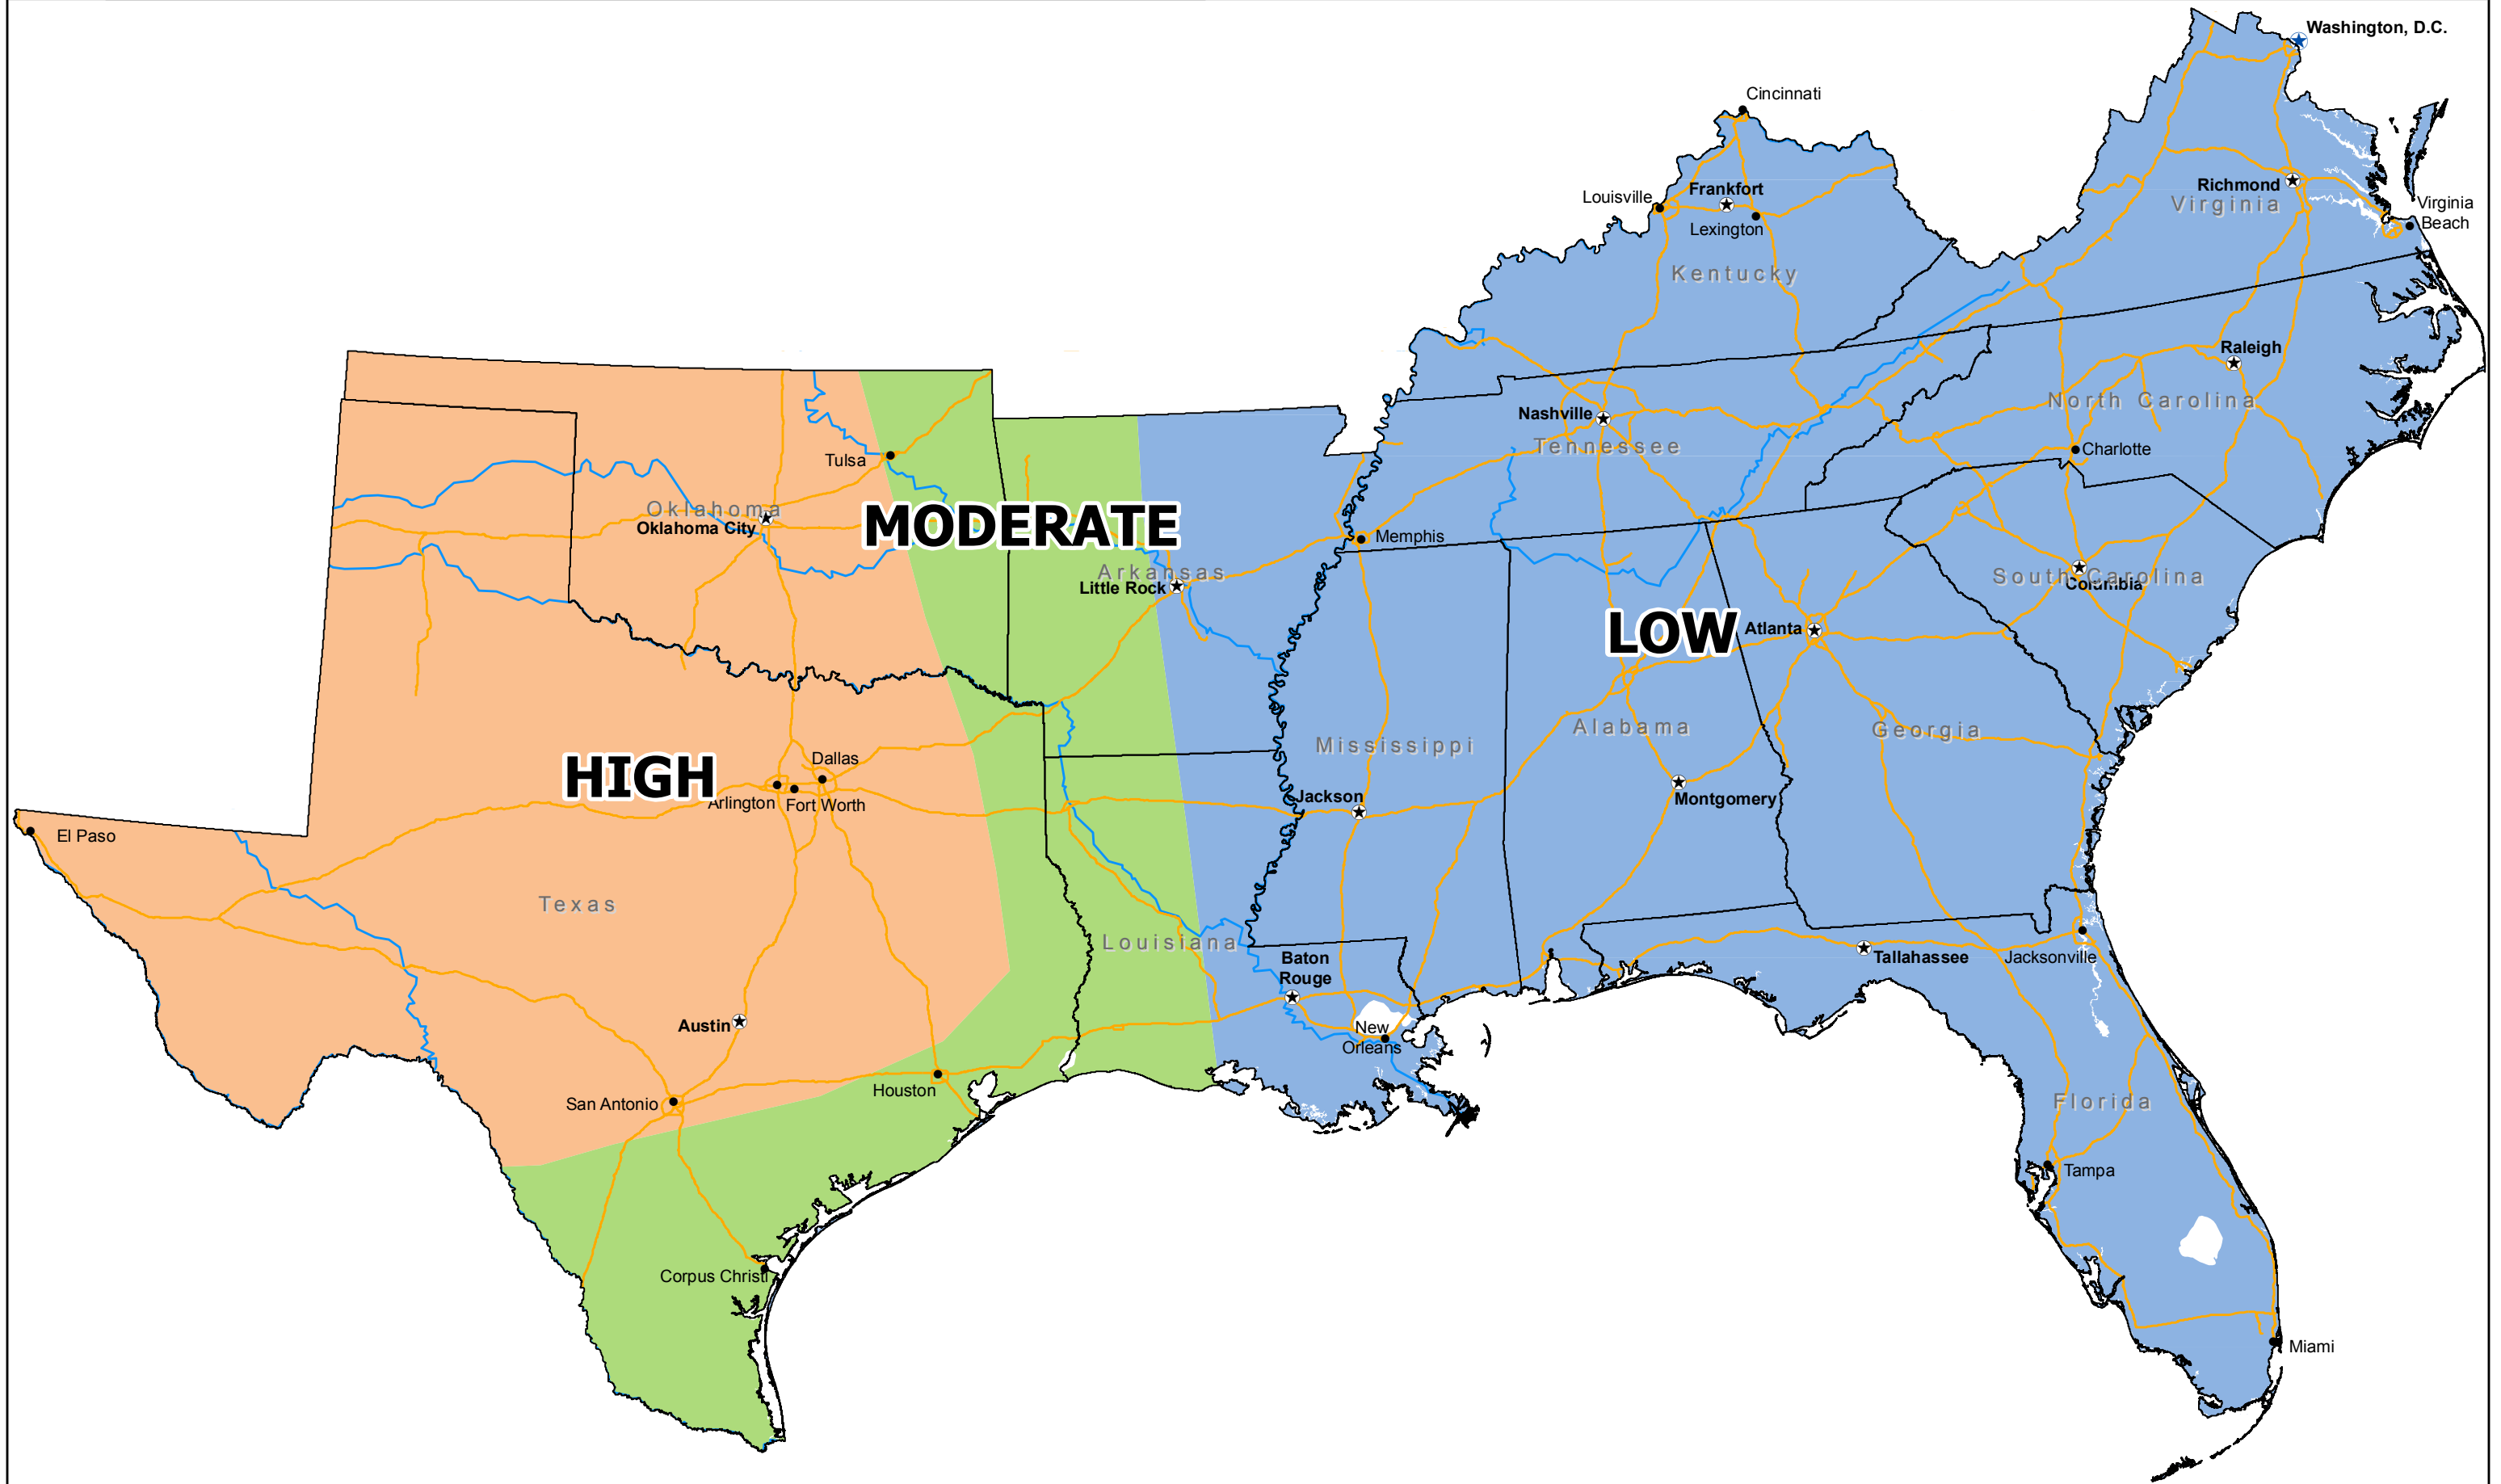 Washington, D.C.
Cincinnati
Richmond
Virginia
Virginia
Beach
Louisville
Frankfort
Lexington
Kentucky
Raleigh
North Carolina
Nashville
Tennessee
Charlotte
Tulsa
Oklahoma
Oklahoma City
MODERATE
Memphis
Arkansas
Little Rock
South Carolina
Columbia
LOW
Atlanta
Alabama
Georgia
Mississippi
HIGH
Dallas
Arlington
Fort Worth
Jackson
Montgomery
El Paso
Texas
Louisiana
Baton
Rouge
Tallahassee
Jacksonville
Austin
New
Orleans
Houston
San Antonio
Florida
Tampa
Corpus Christi
Miami